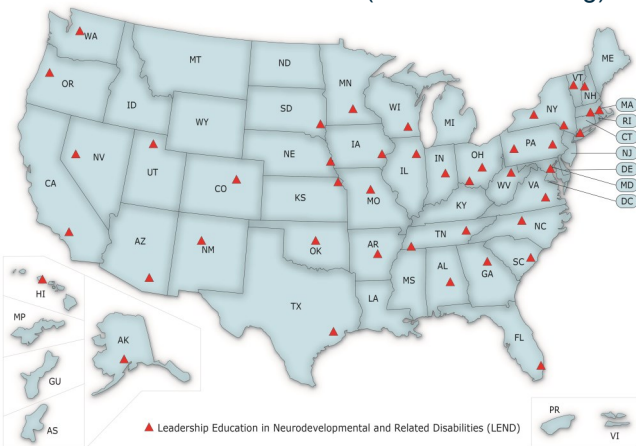 WA
MT
ND
ME
VT
OR
MN
NH
ID
SD
WI
NY
MA
WY
MI
RI
CT
IA
PA
NJ
NE
NV
OH
DE
IL
IN
UT
MD
CA
CO
WV
VA
DC
KS
MO
KY
NC
TN
AZ
NM
OK
AR
SC
MS
AL
GA
TX
LA
HI
FL
MP
AK
GU
PR
AS
VI
Leadership Education in Neurodevelopmental and Related Disabilities (LEND)